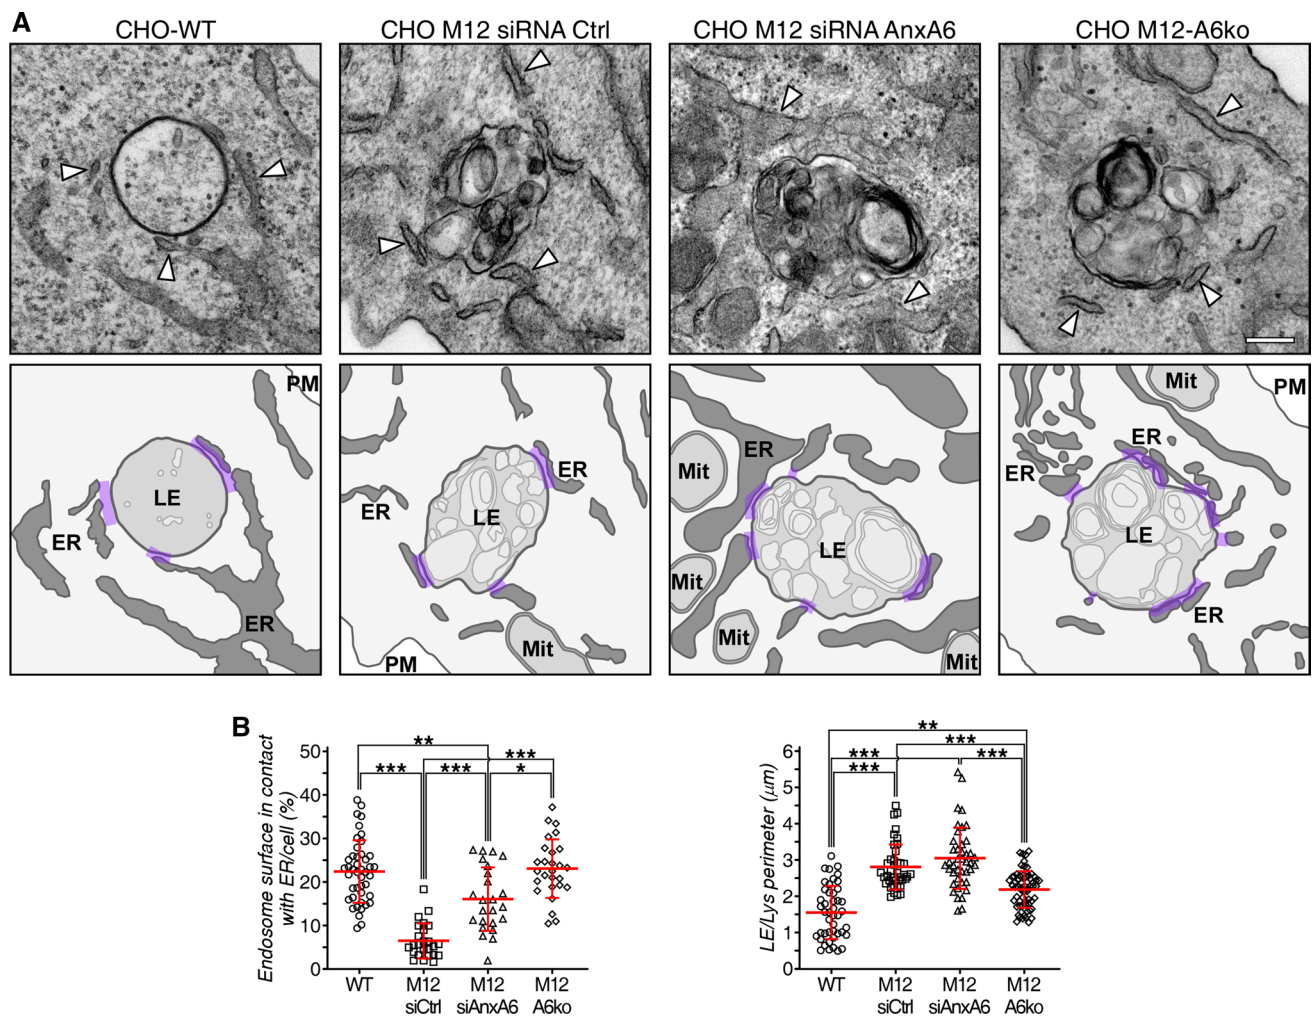 A
CHO-WT
CHO M12 siRNA Ctrl
CHO M12 siRNA AnxA6
CHO M12-A6ko
PM
LE
ER
ER
ER
LE
ER
Mit
PM
Mit
ER
Mit
LE
Mit
Mit
Mit
PM
ER
ER
LE
ER
B
Endosome surface in contact
with ER/cell (%)
50
40
30
20
10
0
**
***
***
***
*
WT
M12
siCtrl
M12
siAnxA6
M12
A6ko
LE/Lys perimeter (µm)
6
5
4
3
2
1
0
**
***
***
***
***
WT
M12
siCtrl
M12
siAnxA6
M12
A6ko